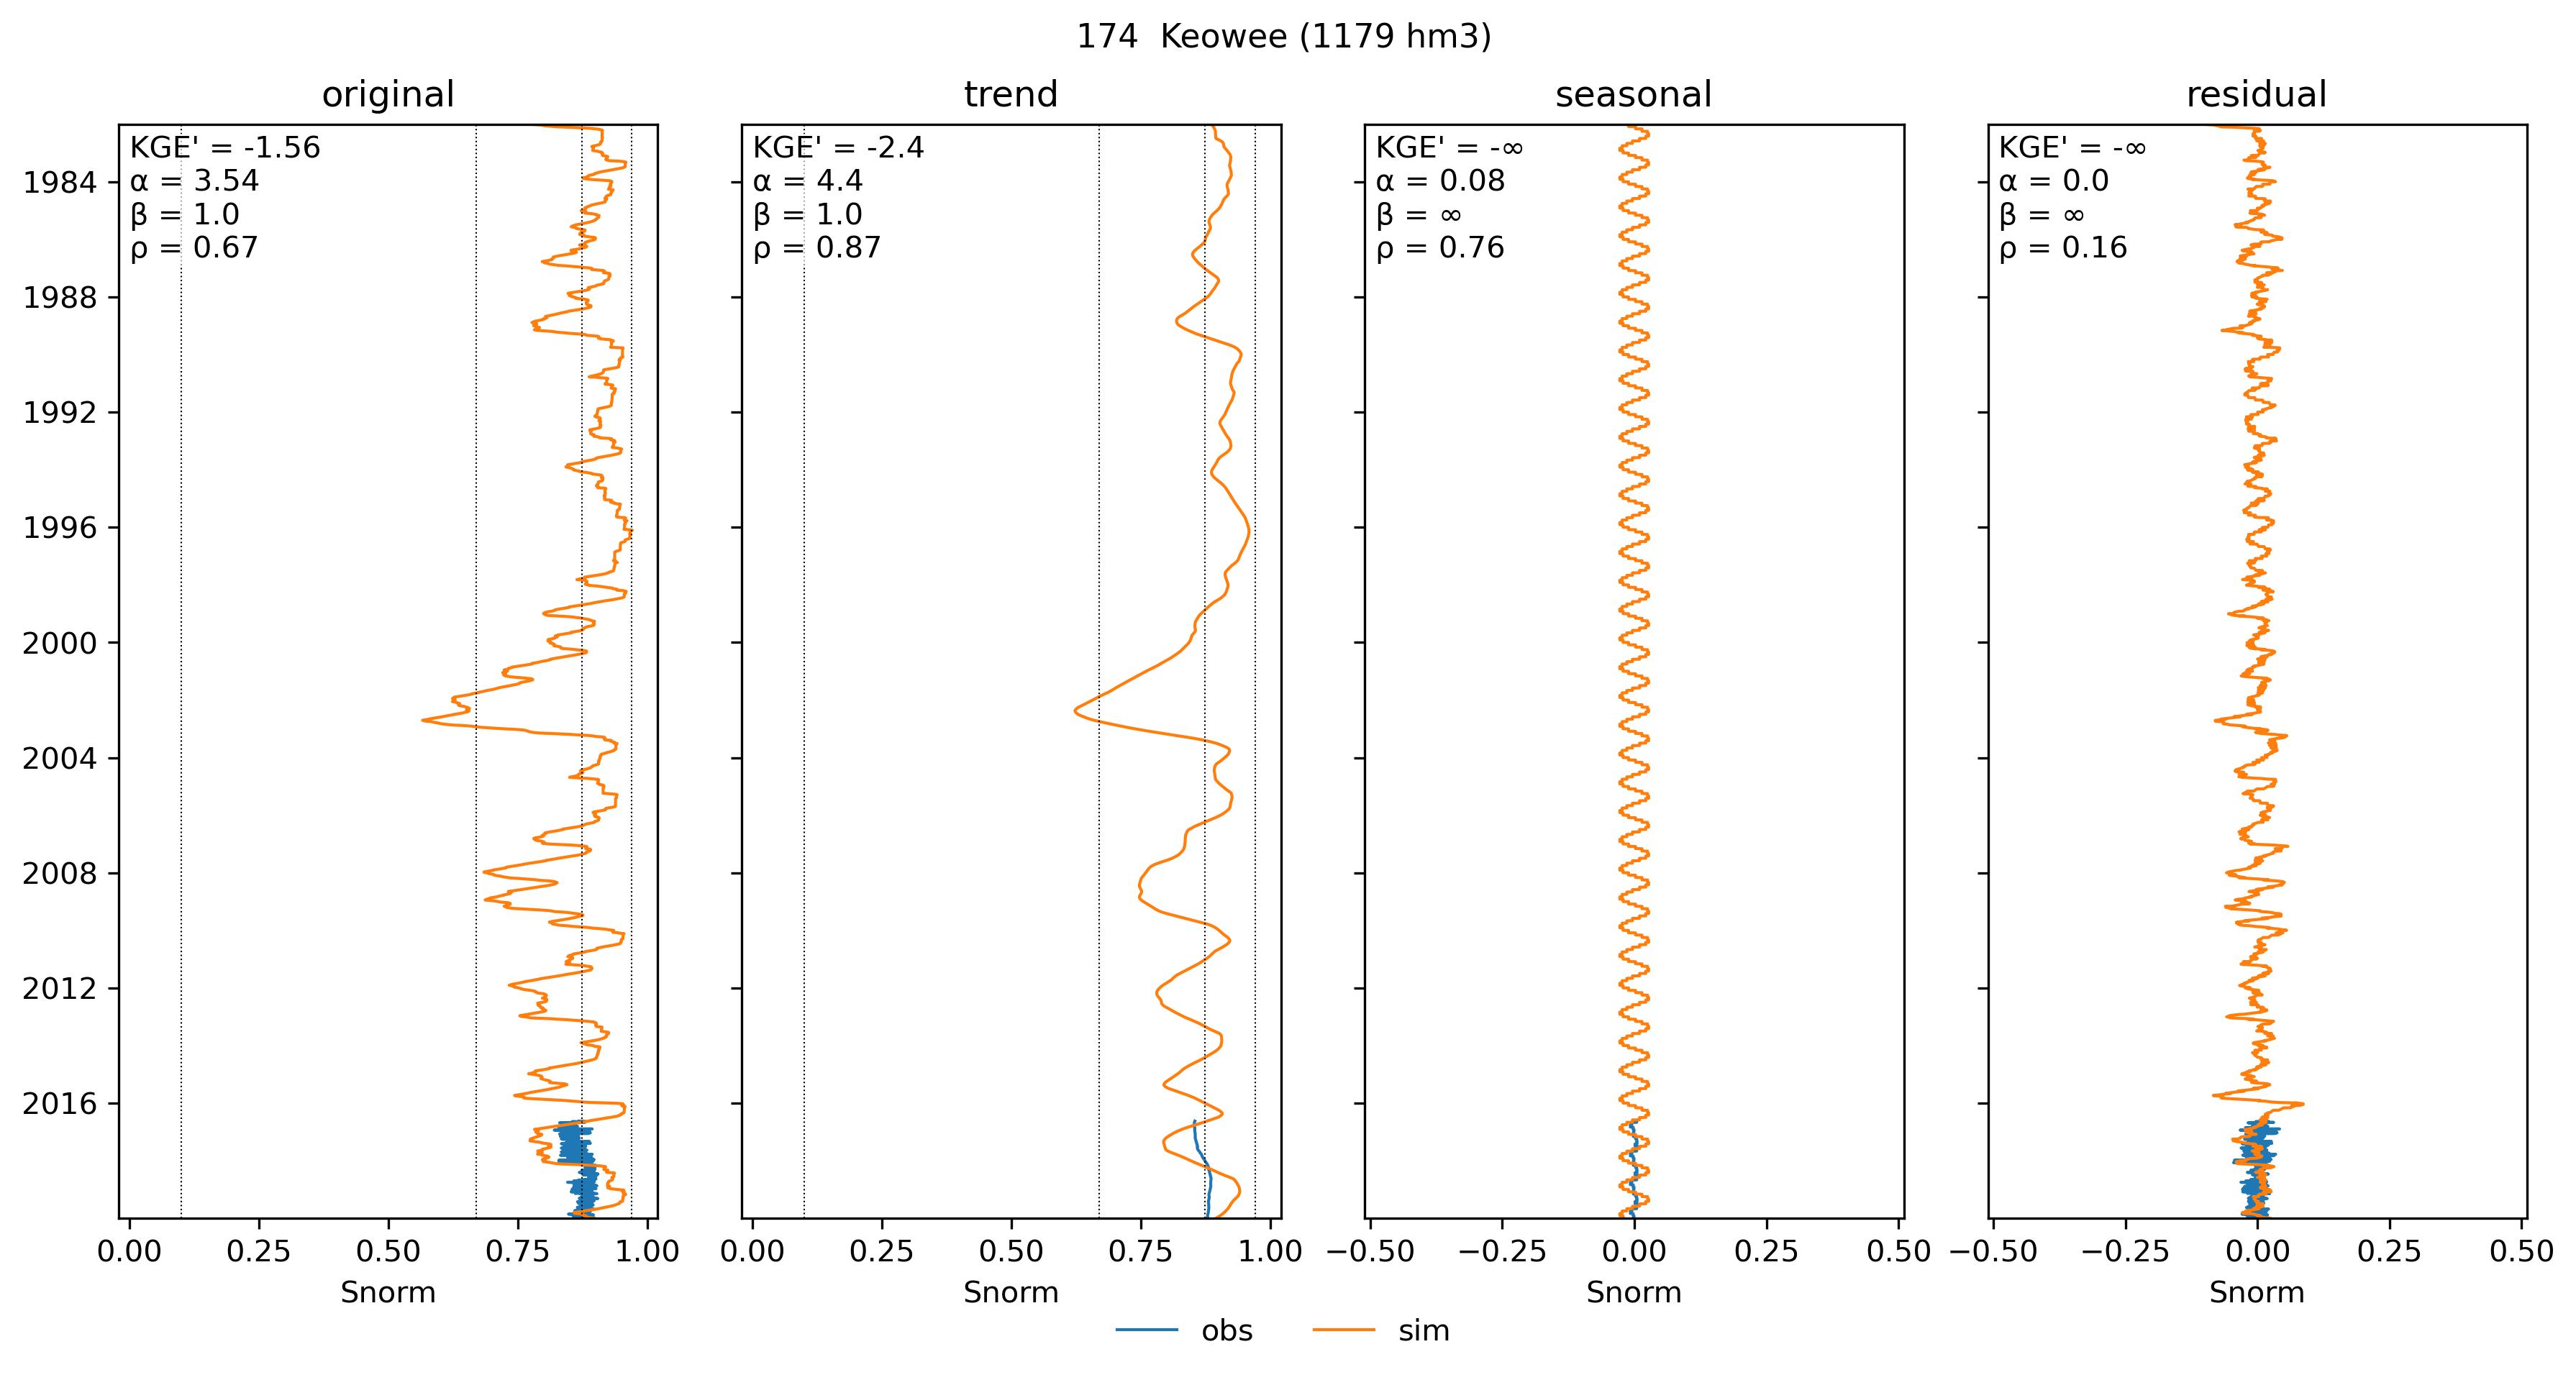 174  Keowee (1179 hm3)
original
trend
seasonal
residual
KGE' = -1.56
α = 3.54
β = 1.0
ρ = 0.67
KGE' = -2.4
α = 4.4
β = 1.0
ρ = 0.87
KGE' = -∞
α = 0.08
β = ∞
ρ = 0.76
KGE' = -∞
α = 0.0
β = ∞
ρ = 0.16
1984
1988
1992
1996
2000
2004
2008
2012
2016
0.00 0.25 0.50 0.75 1.00
0.00 0.25 0.50 0.75 1.00
−0.50 −0.25 0.00 0.25 0.50
−0.50 −0.25 0.00 0.25 0.50
Snorm
Snorm
Snorm
Snorm
obs
sim